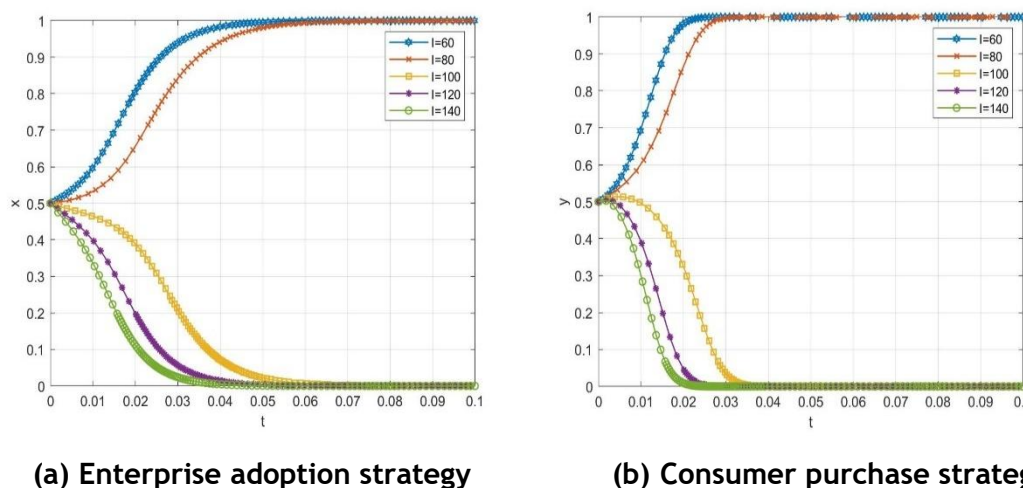 1
0.9
0.8
0.7
0.6
0.5
0.4
0.3
0.2
0.1
0
x
0 0.01 0.02 0.03 0.04 0.05 0.06 0.07 0.08 0.09 0.1
t
I=60
I=80
I=100
I=120
I=140
(a) Enterprise adoption strategy
1
0.9
0.8
0.7
0.6
0.5
0.4
0.3
0.2
0.1
0
y
0 0.01 0.02 0.03 0.04 0.05 0.06 0.07 0.08 0.09 0.
t
I=60
I=80
I=100
I=120
I=140
(b) Consumer purchase strateg